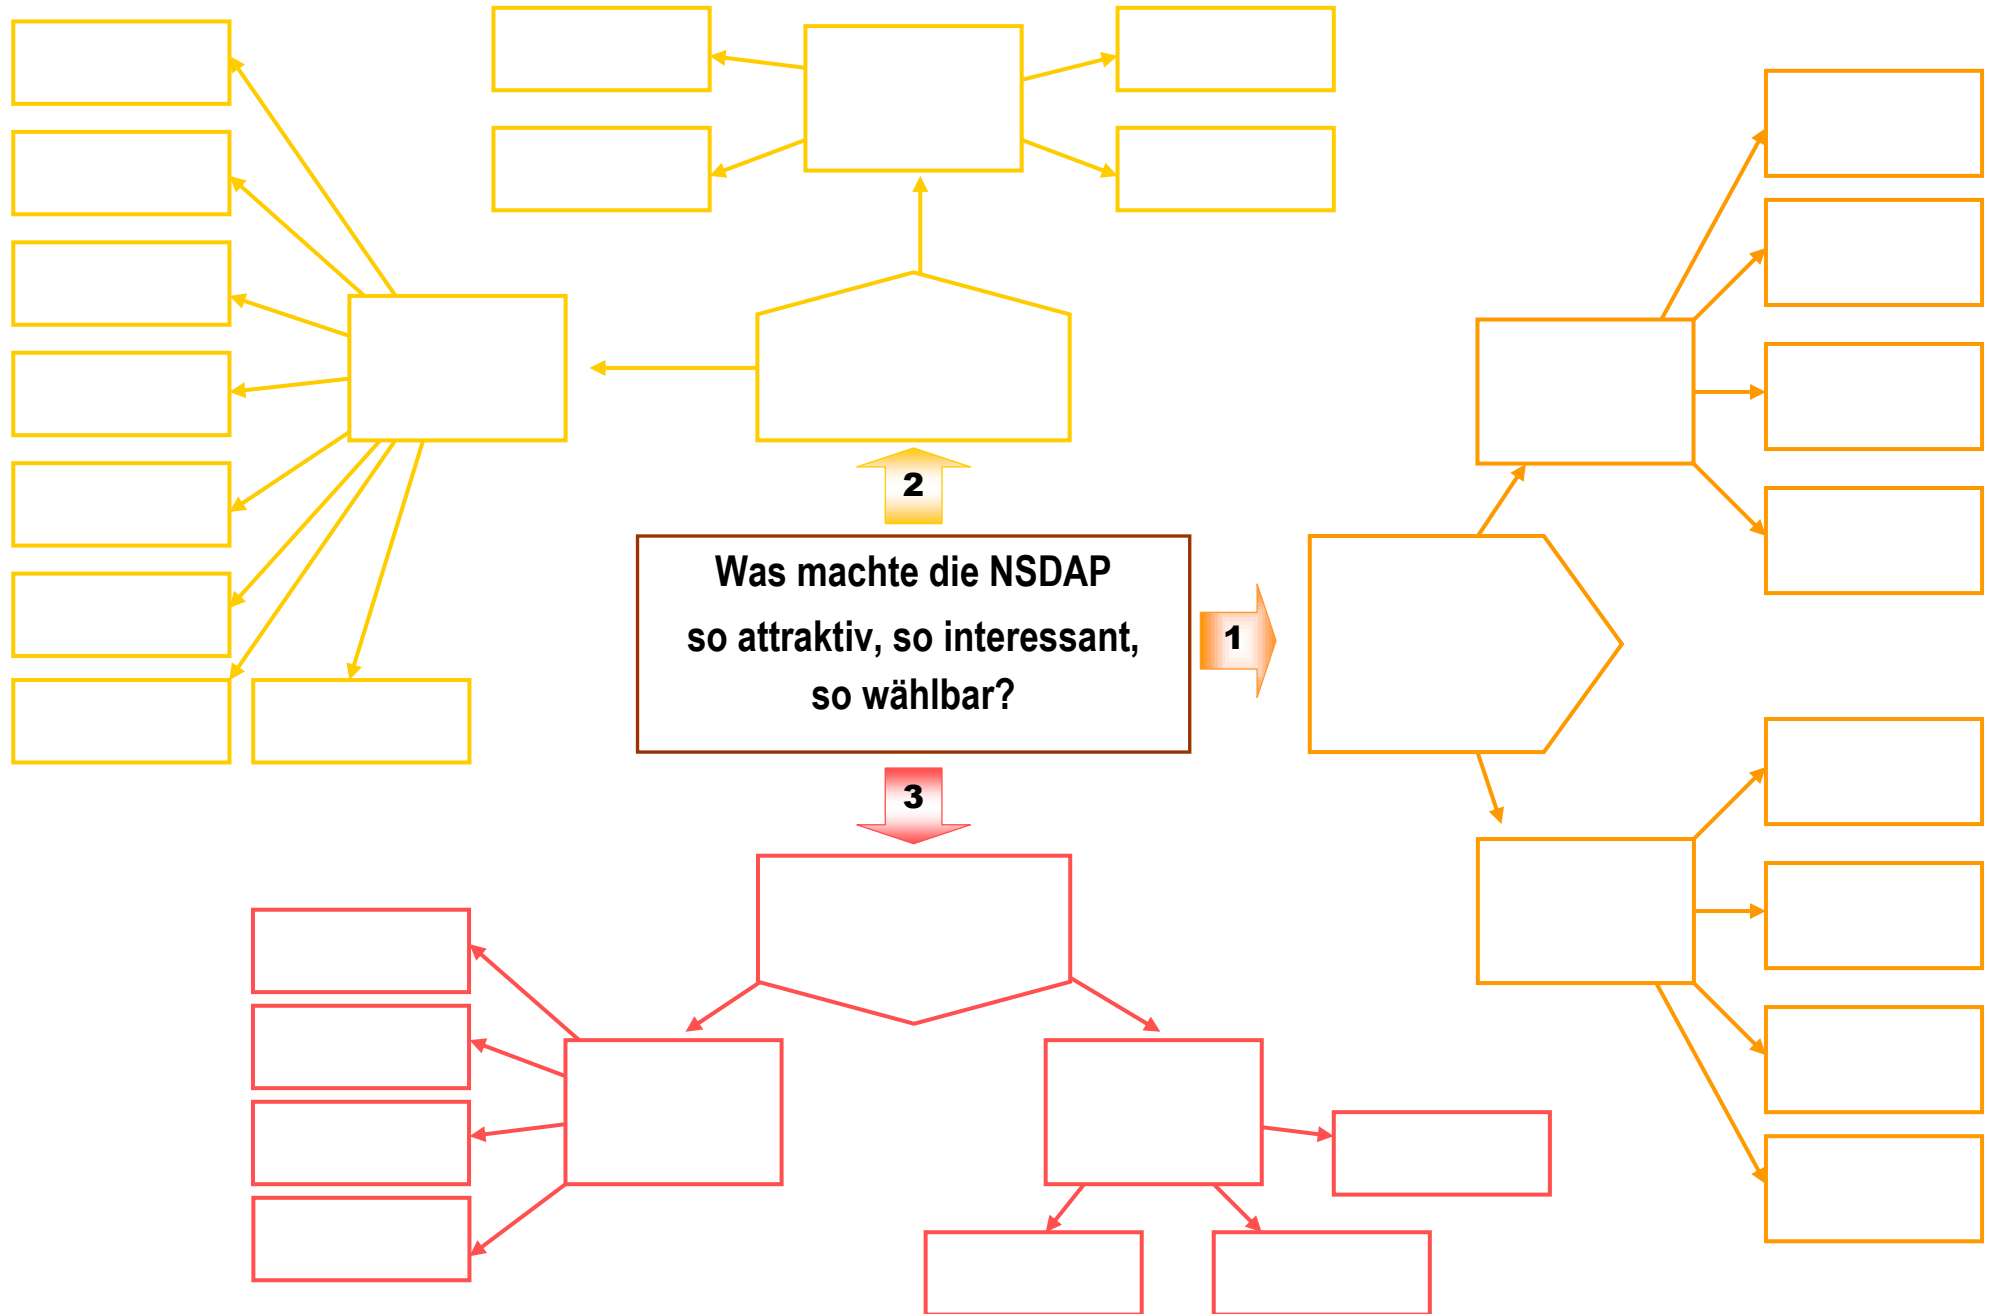 2
Was machte die NSDAP
so attraktiv, so interessant,
so wählbar?
1
3